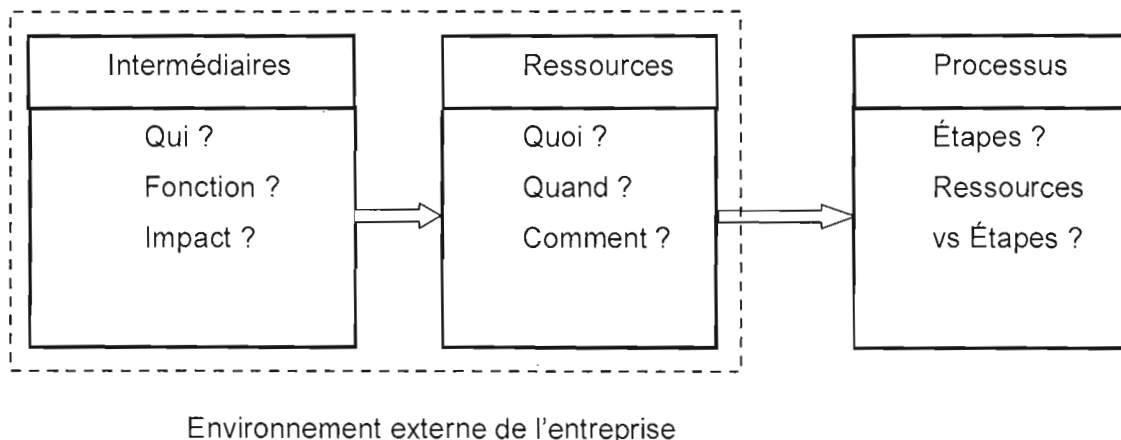 Intermédiaires
Qui ?
Fonction ?
Impact ?
Ressources
Quoi ?
Quand ?
Comment ?
Processus
Étapes ?
Ressources
vs Étapes ?
Environnement externe de l'entreprise